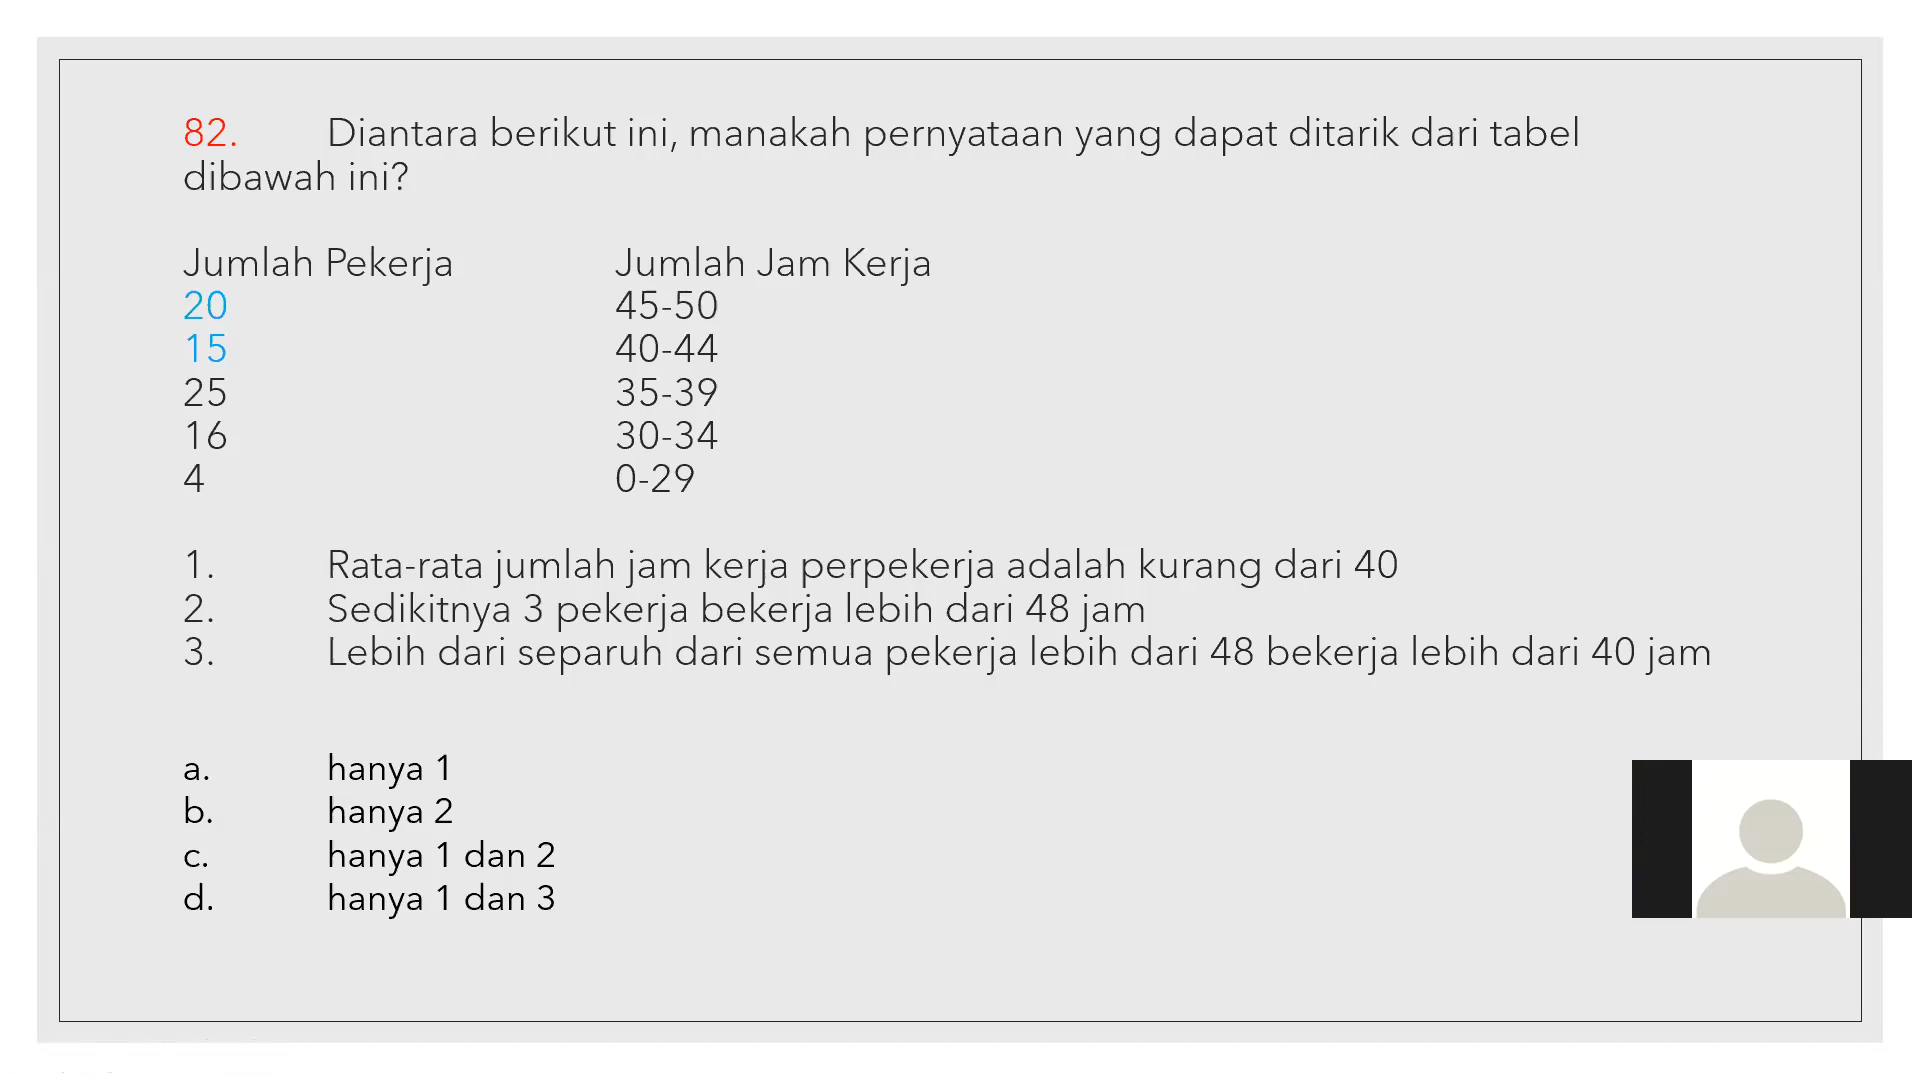 82. Diantara berikut ini, manakah pernyataan yang dapat ditarik dari tabel
dibawah ini?
Jumlah Pekerja Jumlah Jam Kerja
20 45-50
15 40-44
25 35-39
16 30-34
4 0-29
1. Rata-rata jumlah jam kerja perpekerja adalah kurang dari 40
2. Sedikitnya 3 pekerja bekerja lebih dari 48 jam
3. Lebih dari separuh dari semua pekerja lebih dari 48 bekerja lebih dari 40 jam
a. hanya 1
b. hanya 2
c. hanya 1 dan 2
d. hanya 1 dan 3